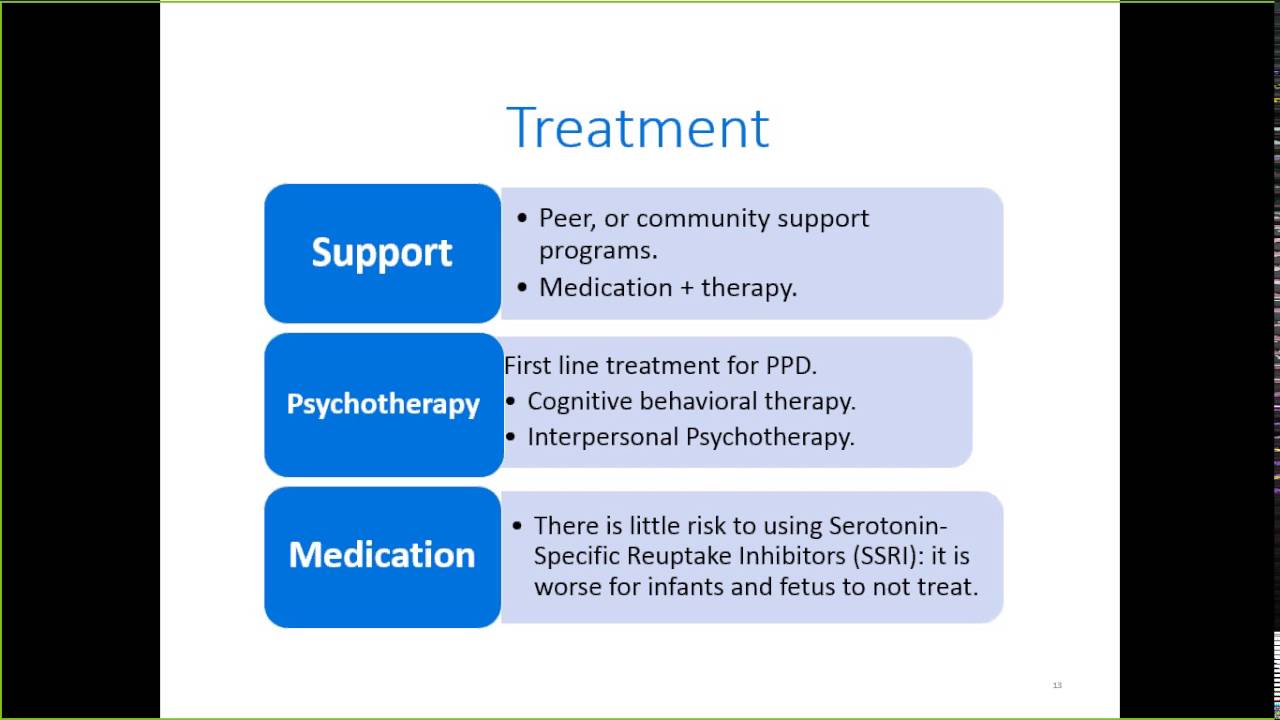 Treatment
Support
• Peer, or community support
programs.
• Medication + therapy.
Psychotherapy
First line treatment for PPD.
• Cognitive behavioral therapy.
• Interpersonal Psychotherapy.
Medication
• There is little risk to using Serotonin-
Specific Reuptake Inhibitors (SSRI): it is
worse for infants and fetus to not treat.
13